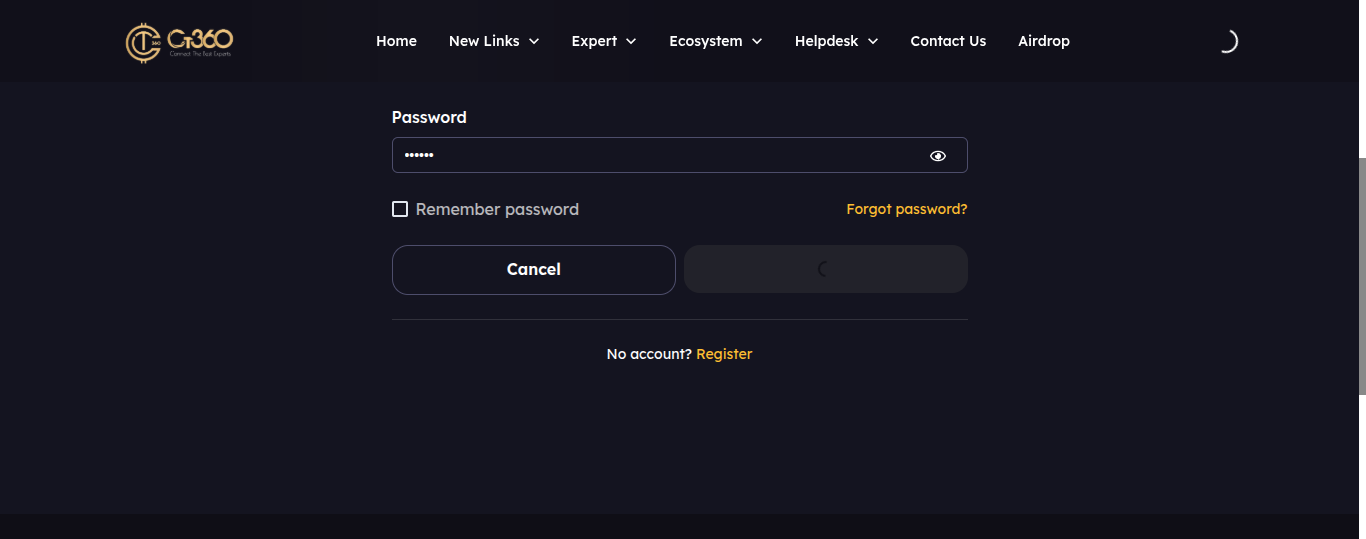 CT360
Connect The Best Experts
Home
New Links
Expert
Ecosystem
Helpdesk
Contact Us
Airdrop
Password
••••••
Remember password
Forgot password?
Cancel
No account? Register